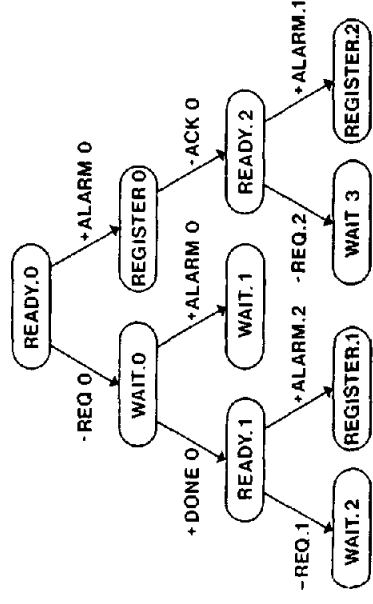 READY.0
-REQ 0
+ALARM 0
WAIT.0
REGISTER 0
+DONE 0
+ALARM 0
-ACK 0
READY.1
WAIT.1
READY.2
-REQ.1
+ALARM.2
-REQ.2
+ALARM.1
WAIT.2
REGISTER.1
WAIT 3
REGISTER.2